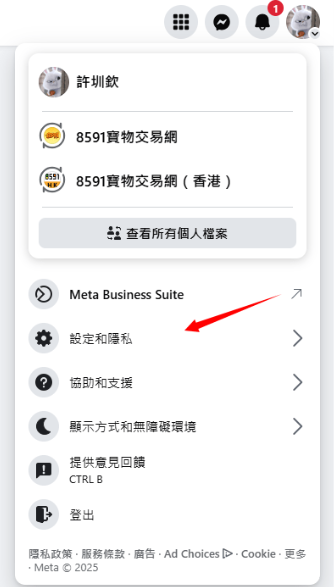 1
許圳欽
8591寶物交易網
8591寶物交易網（香港）
查看所有個人檔案
Meta Business Suite
設定和隱私
協助和支援
顯示方式和無障礙環境
提供意見回饋
CTRL B
登出
隱私政策 · 服務條款 · 廣告 · Ad Choices · Cookie · 更多
· Meta © 2025